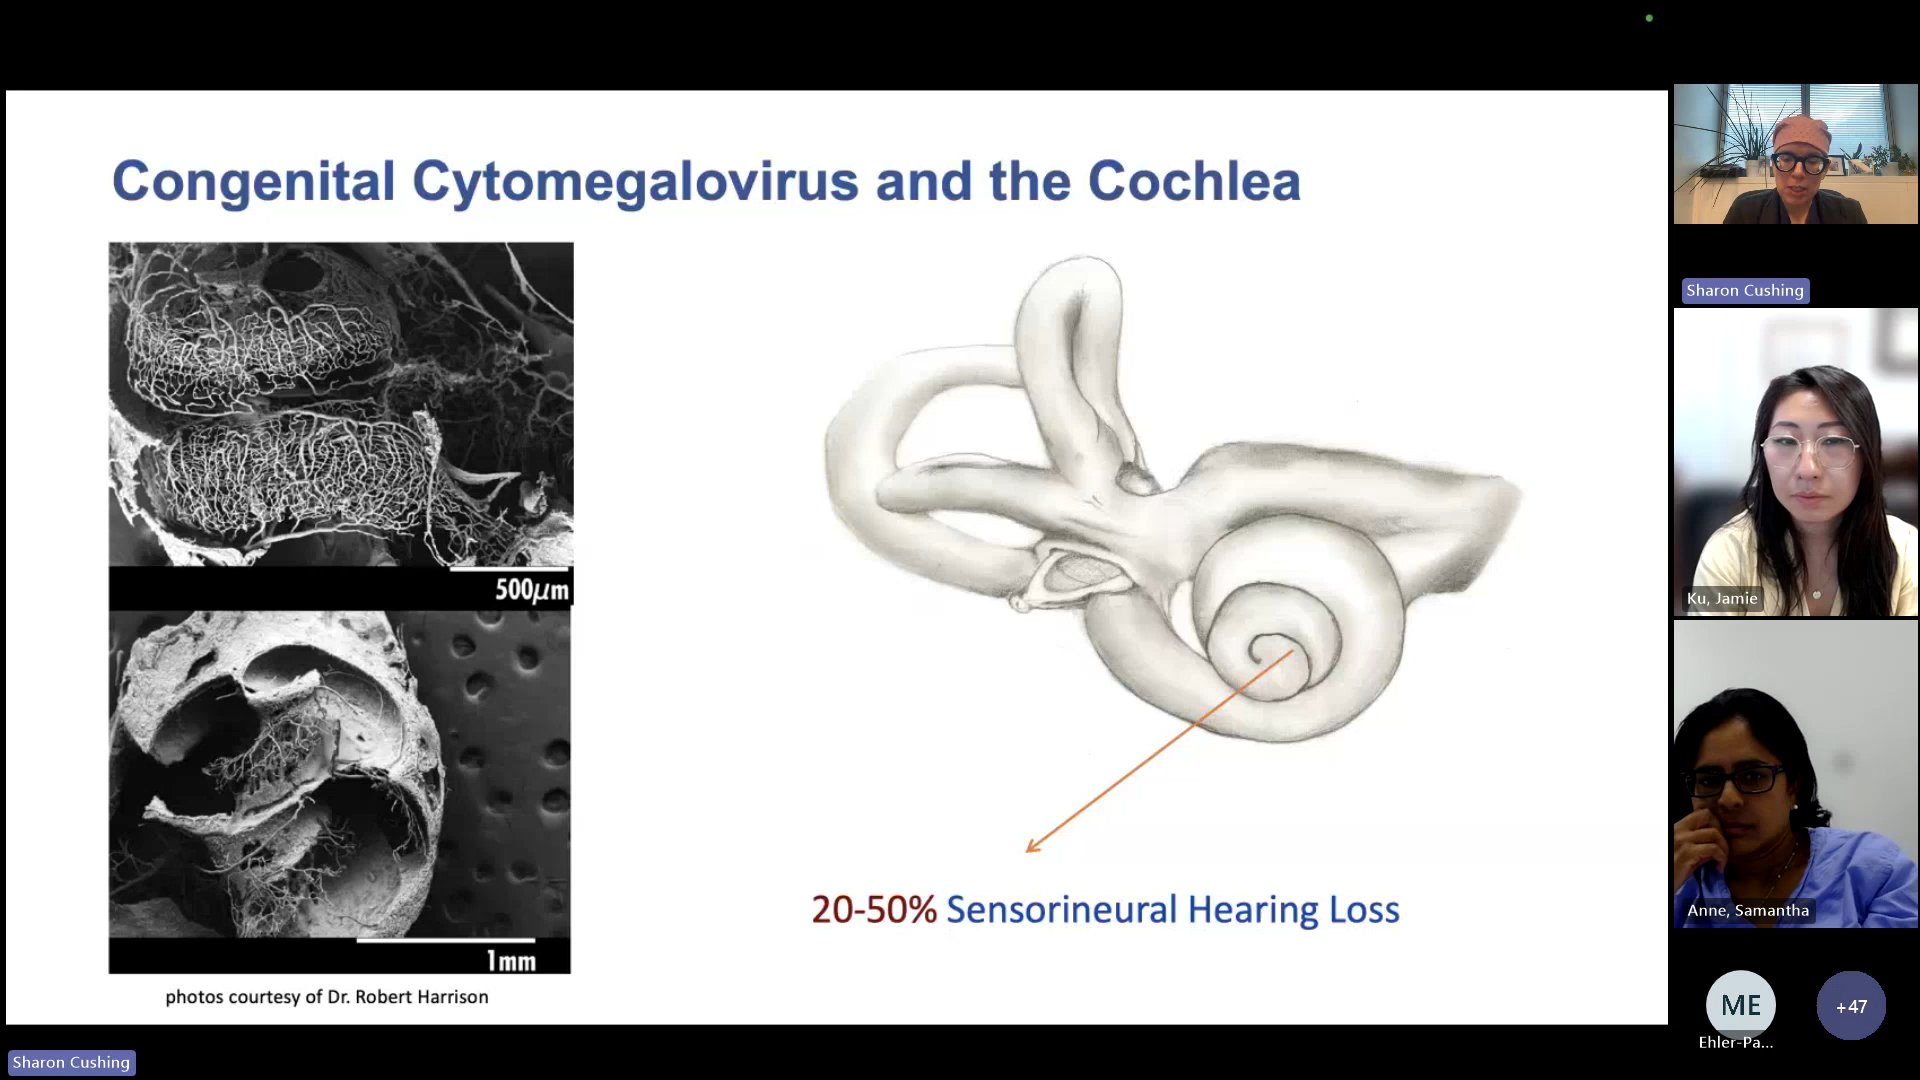 Congenital Cytomegalovirus and the Cochlea
500μm
1mm
photos courtesy of Dr. Robert Harrison
20-50% Sensorineural Hearing Loss
Sharon Cushing
Ku, Jamie
Anne, Samantha
ME
+47
Ehler-Pa...
Sharon Cushing